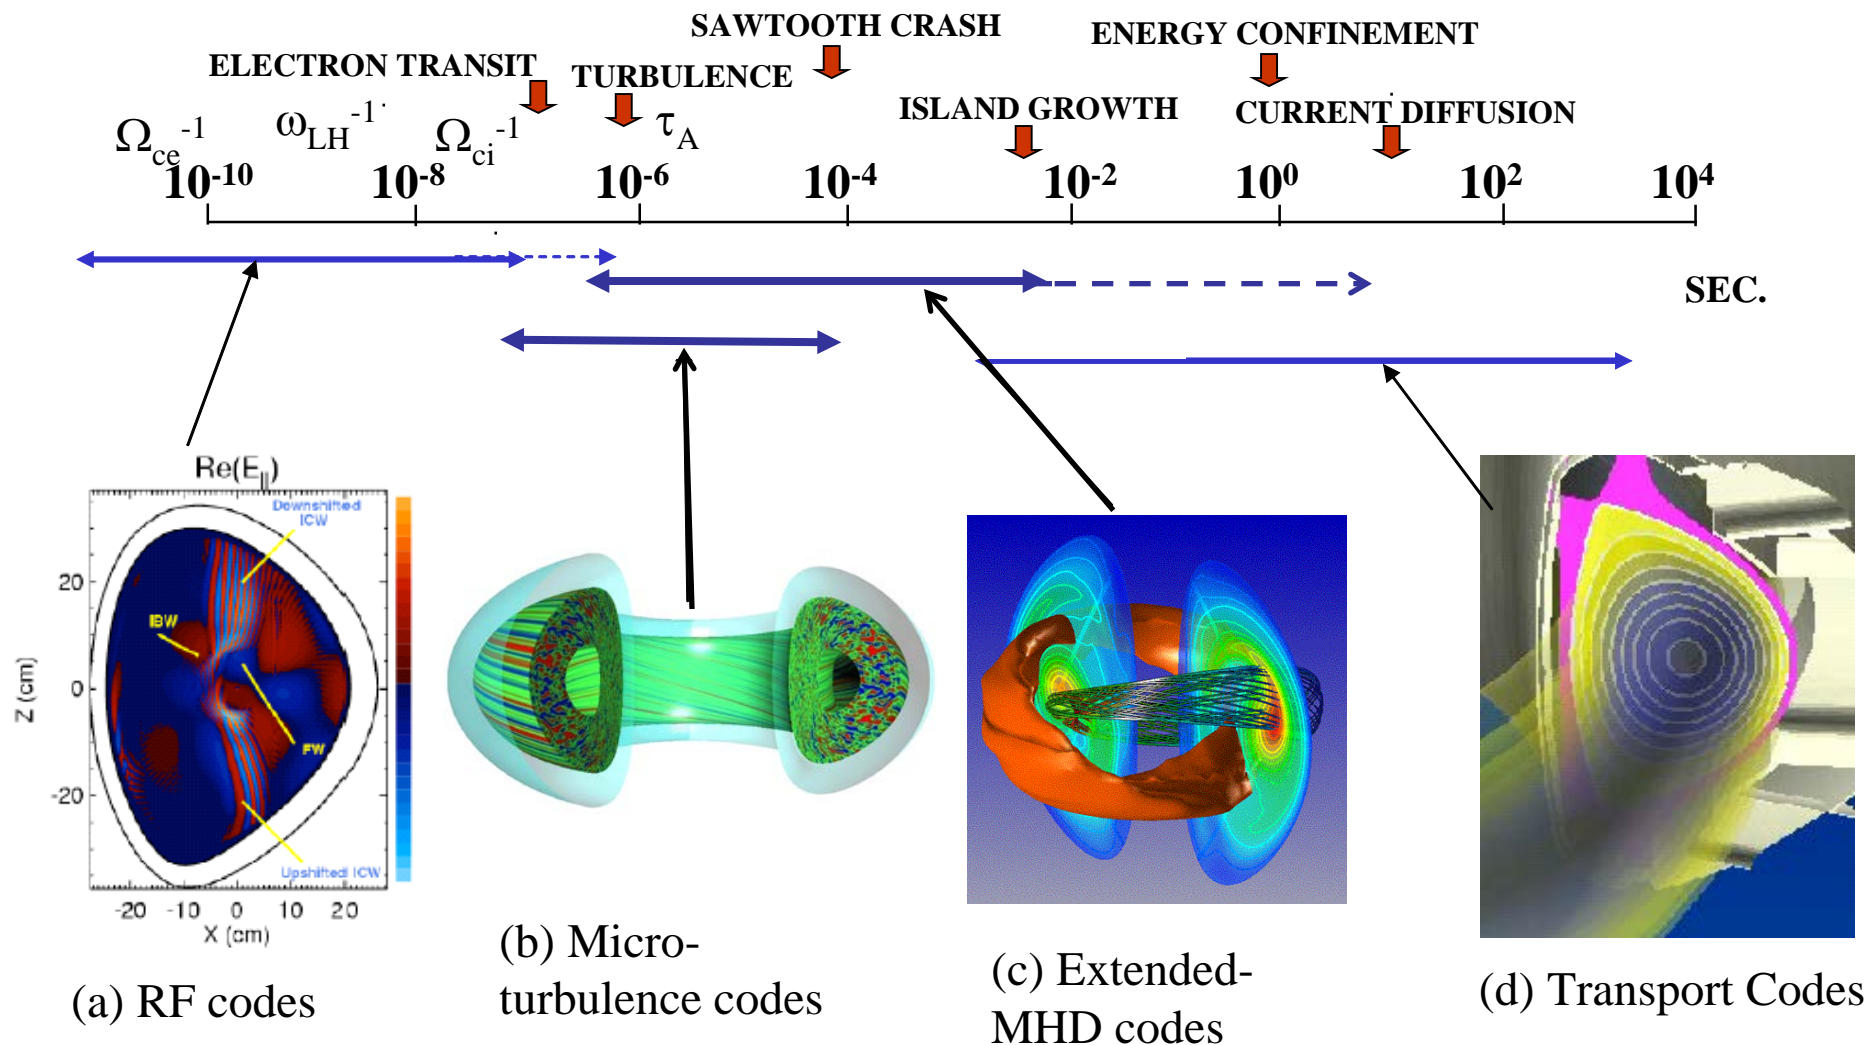 SAWTOOTH CRASH
ENERGY CONFINEMENT
ELECTRON TRANSIT
TURBULENCE
ISLAND GROWTH
CURRENT DIFFUSION
Ωce⁻¹ ωLH⁻¹ Ωci⁻¹ τA
10⁻¹⁰ 10⁻⁸ 10⁻⁶ 10⁻⁴ 10⁻² 10⁰ 10² 10⁴
SEC.
Re(E||)
Downshifted
ICW
IBW
FW
Upshifted ICW
Z (cm)
20
0
-20
-20 -10 0 10 20
X (cm)
(a) RF codes
(b) Micro-
turbulence codes
(c) Extended-
MHD codes
(d) Transport Codes